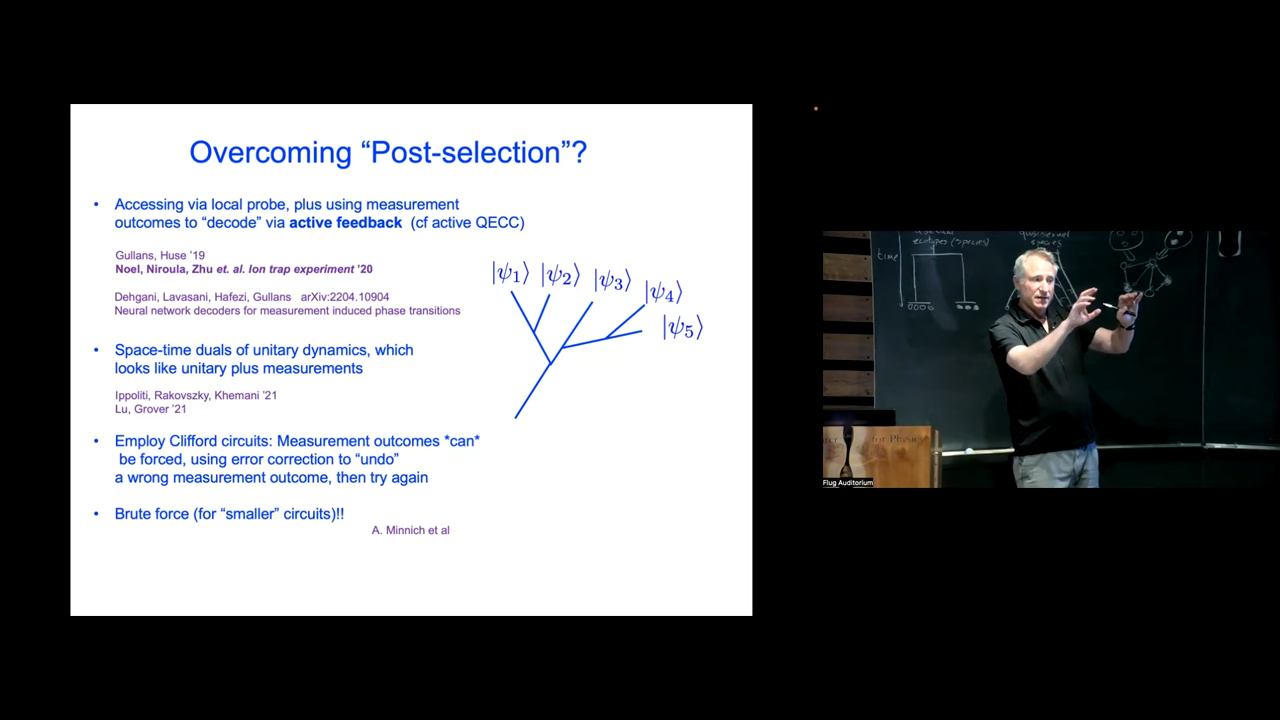 Overcoming “Post-selection”?
• Accessing via local probe, plus using measurement
outcomes to “decode” via active feedback (cf active QECC)
Gullans, Huse ’19
Noel, Niroula, Zhu et. al. Ion trap experiment ’20
Dehgani, Lavasani, Hafezi, Gullans arXiv:2204.10904
Neural network decoders for measurement induced phase transitions
|ψ₁⟩ |ψ₂⟩ |ψ₃⟩ |ψ₄⟩ |ψ₅⟩
• Space-time duals of unitary dynamics, which
looks like unitary plus measurements
Ippoliti, Rakovszky, Khemani ’21
Lu, Grover ’21
• Employ Clifford circuits: Measurement outcomes *can*
be forced, using error correction to “undo”
a wrong measurement outcome, then try again
• Brute force (for “smaller” circuits)!!
A. Minnich et al
ecotypes (species)
time
species
for Physics
Flug Auditorium